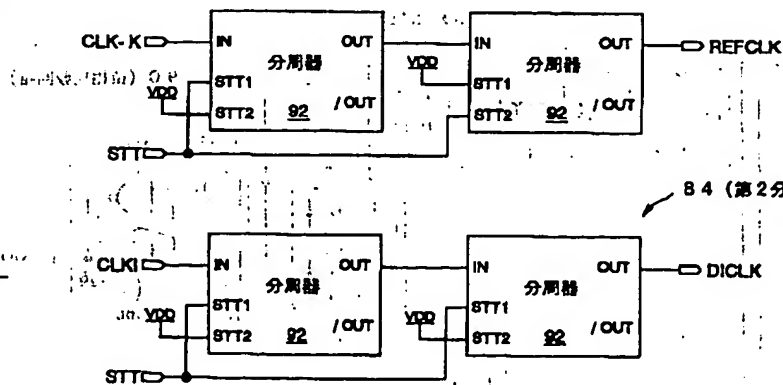 CLK-K
IN
OUT
分周器
STT1
VDD
STT2
92
/OUT
STT
IN
OUT
分周器
VDD
STT1
STT2
92
/OUT
REFCLK
84 (第2分
CLKI
IN
OUT
分周器
STT1
VDD
STT2
92
/OUT
STT
IN
OUT
分周器
STT1
VDD
STT2
92
/OUT
DICLK